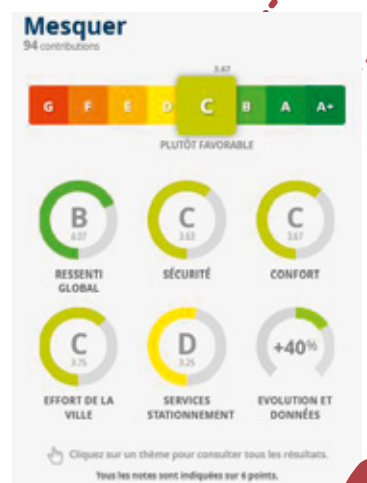 Mesquer
94 contributions
3.67
G F E D C B A A+
PLUTÔT FAVORABLE
B C C
4.07 3.63 3.67
RESSENTI GLOBAL SÉCURITÉ CONFORT
C D +40%
3.75 3.25
EFFORT DE LA VILLE SERVICES STATIONNEMENT EVOLUTION ET DONNÉES
Cliquez sur un thème pour consulter tous les résultats.
Tous les notes sont indiquées sur 6 points.